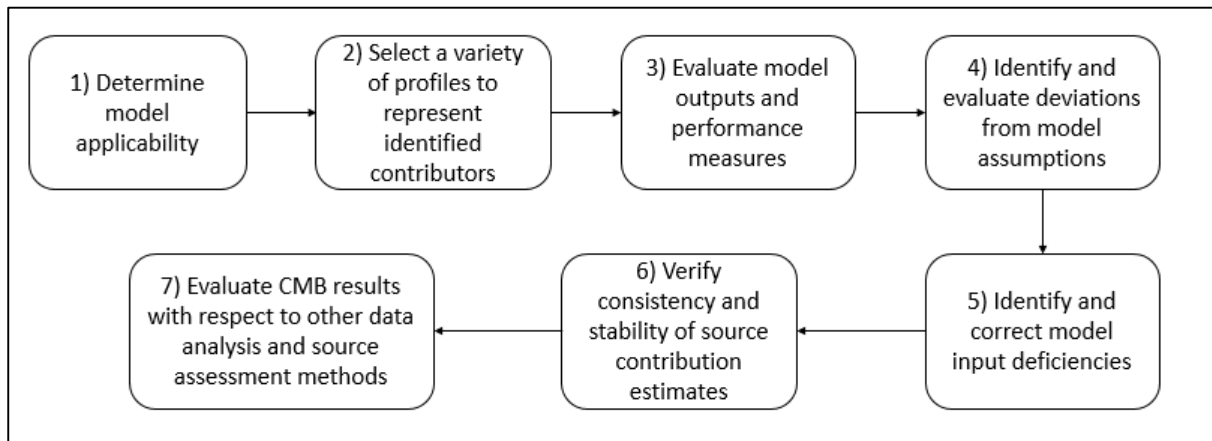 1) Determine
model
applicability
2) Select a variety
of profiles to
represent
identified
contributors
3) Evaluate model
outputs and
performance
measures
4) Identify and
evaluate deviations
from model
assumptions
5) Identify and
correct model
input deficiencies
6) Verify
consistency and
stability of source
contribution
estimates
7) Evaluate CMB results
with respect to other data
analysis and source
assessment methods